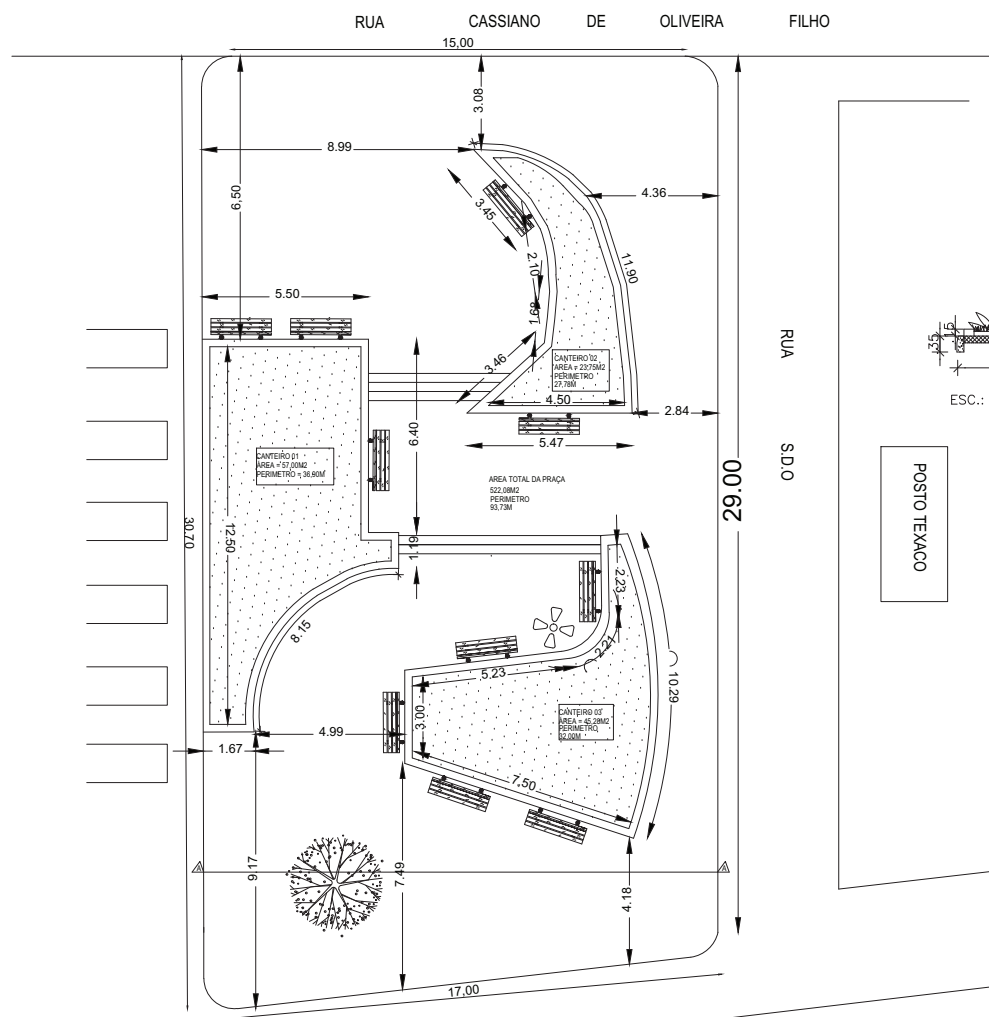 RUA CASSIANO DE OLIVEIRA FILHO
15,00
3.08
8.99
6,50
4.36
3.45
2.10
11.90
5.50
1.68
RUA S.D.O
3.46
CANTEIRO 02
ÁREA = 23,75M2
PERIMETRO
27,78M
4.50
2.84
15
35
ESC.:
5.47
6.40
CANTEIRO 01
ÁREA = 57,00M2
PERIMETRO = 36,90M
AREA TOTAL DA PRAÇA
522,08M2
PERIMETRO
93,73M
29.00
POSTO TEXACO
30.70
12.50
1.19
2.23
8.15
2.21
5.23
10.29
3.00
CANTEIRO 03
ÁREA = 45,28M2
PERIMETRO
32,00M
4.99
1.67
7.50
9.17
7.49
4.18
A
A
17,00